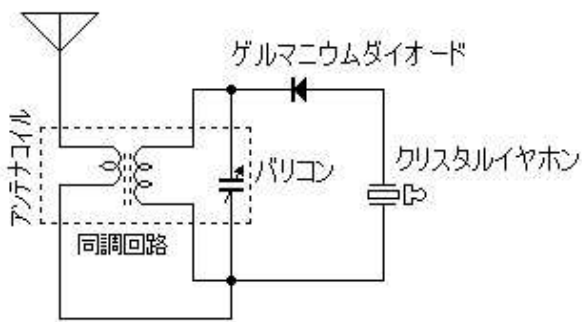 ゲルマニウムダイオード
アンテナコイル
バリコン
クリスタルイヤホン
同調回路